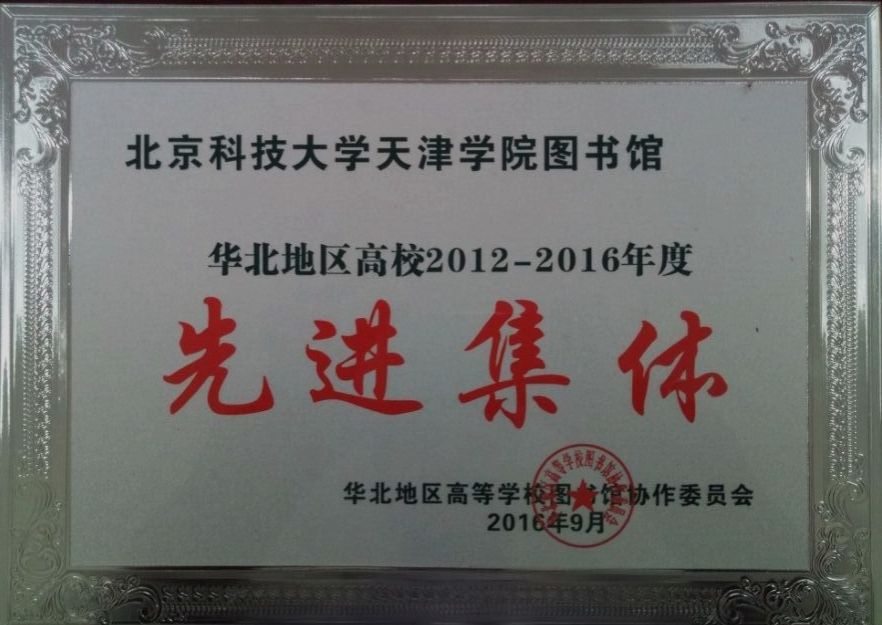 北京科技大学天津学院图书馆
华北地区高校2012-2016年度
先进集体
华北地区高等学校图书馆协作委员会
2016年9月